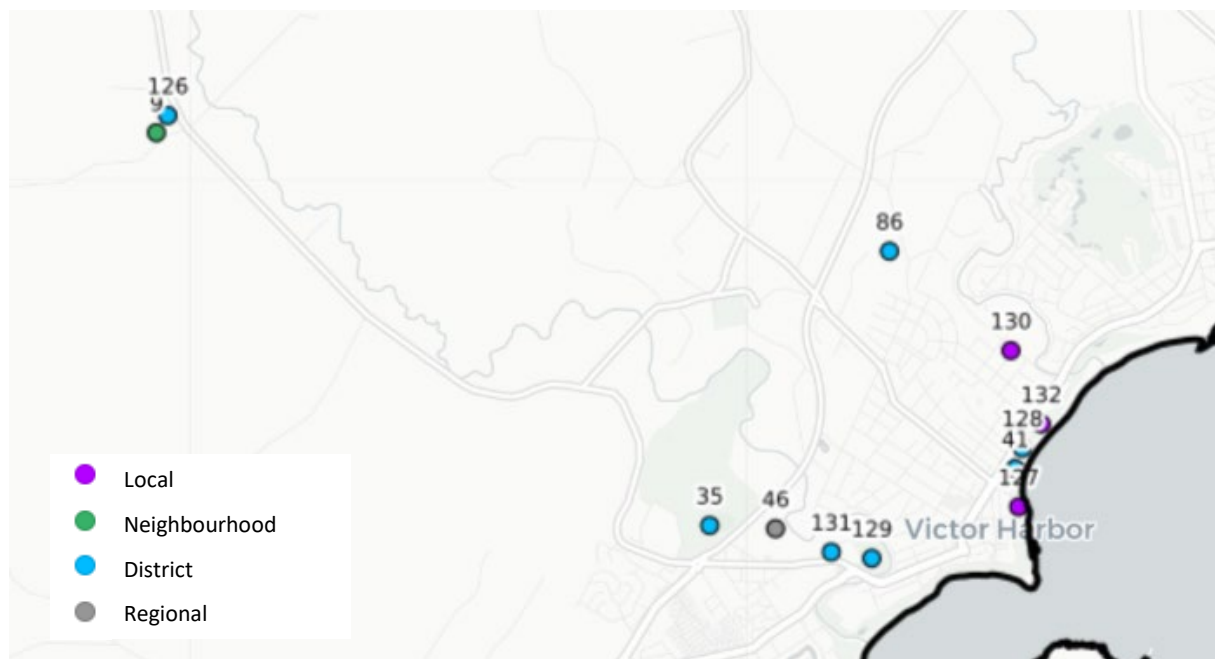 126
9
86
130
132
128
41
127
35
46
131
129
Victor Harbor
Local
Neighbourhood
District
Regional